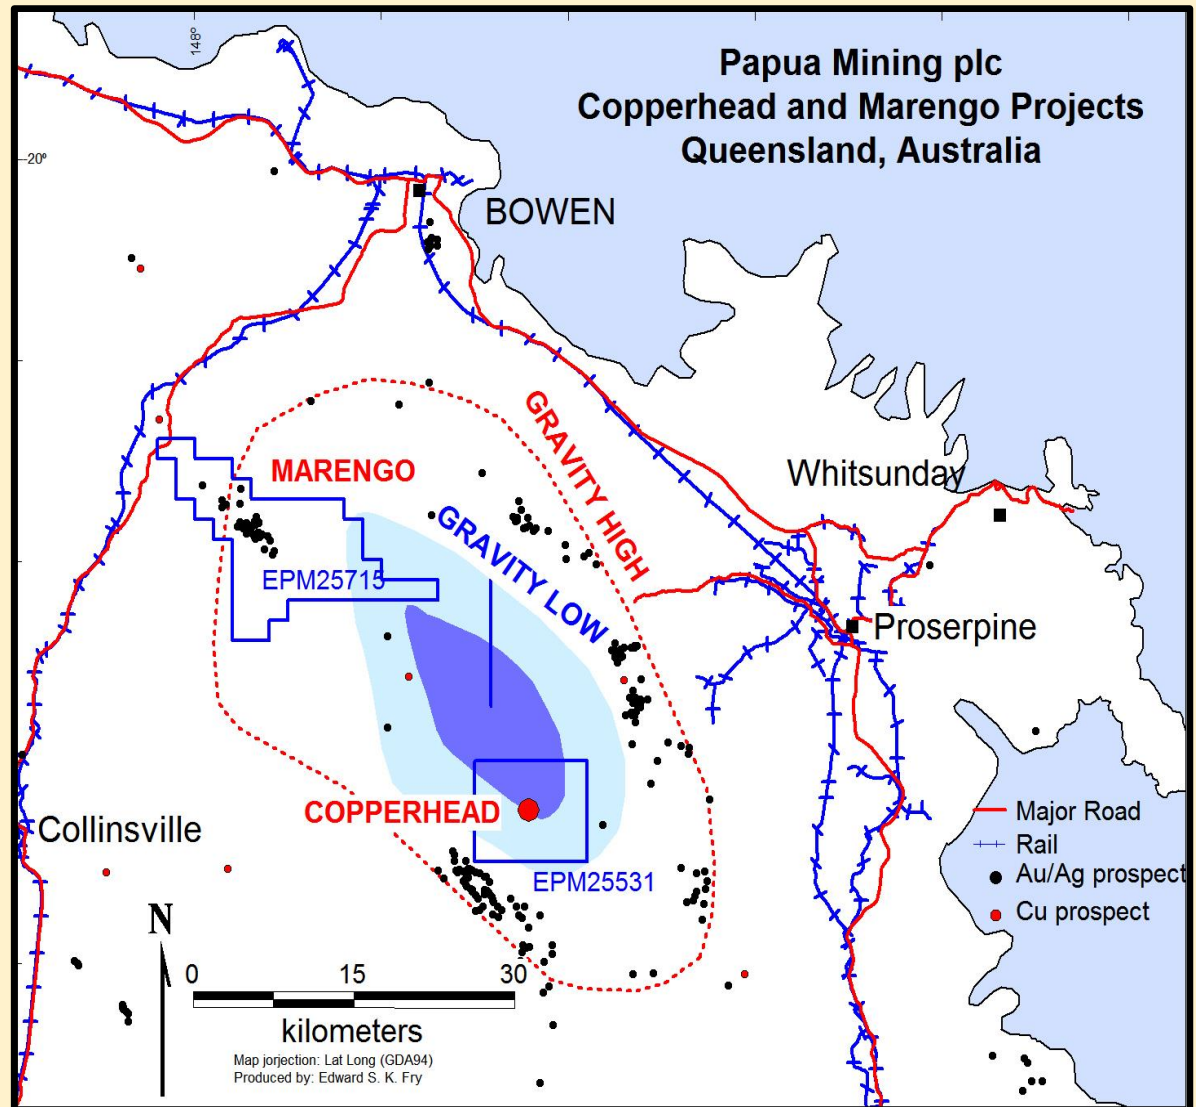 Papua Mining plc
Copperhead and Marengo Projects
Queensland, Australia
148º
20º
BOWEN
GRAVITY HIGH
MARENGO
Whitsunday
GRAVITY LOW
EPM25715
Proserpine
COPPERHEAD
Collinsville
EPM25531
Major Road
Rail
Au/Ag prospect
Cu prospect
N
0 15 30
kilometers
Map jorjection: Lat Long (GDA94)
Produced by: Edward S. K. Fry